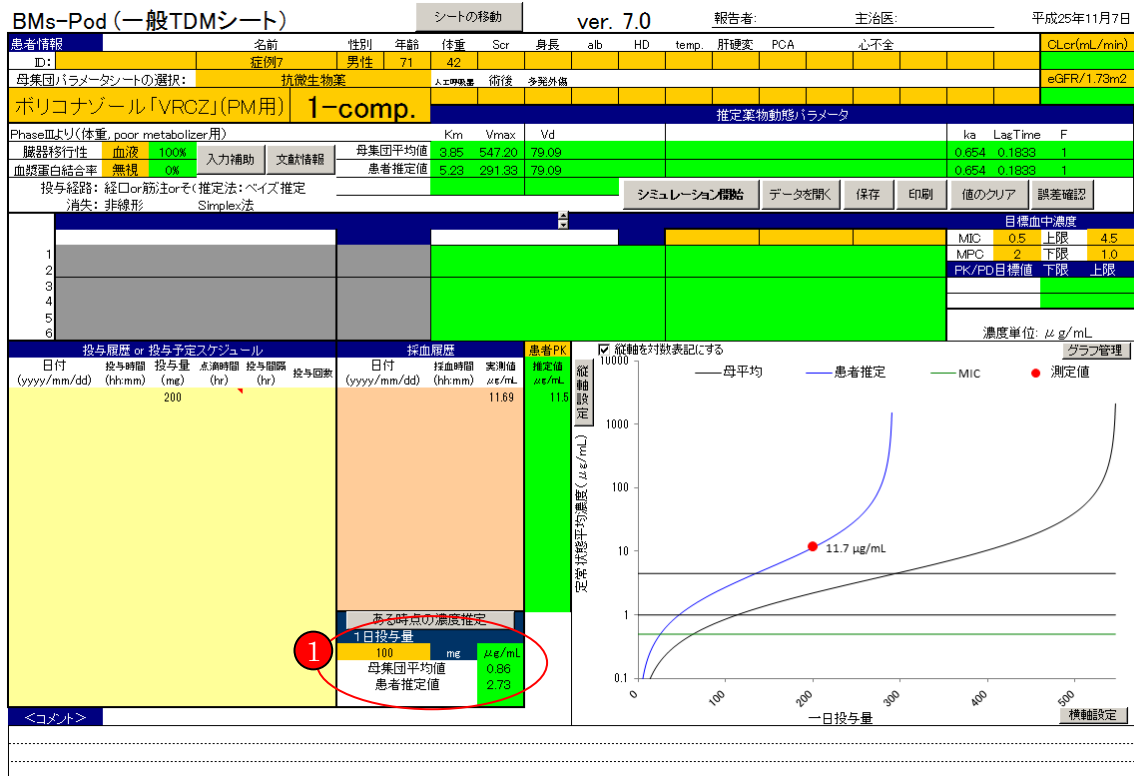 BMs-Pod (一般TDMシート) シートの移動 ver. 7.0 報告者: 主治医: 平成25年11月7日
患者情報 名前 性別 年齢 体重 Scr 身長 alb HD temp. 肝硬変 PCA 心不全 CLcr(mL/min)
ID: 症例7 男性 71 42
母集団パラメータシートの選択: 抗微生物薬 人工呼吸器 術後 多発外傷 eGFR/1.73m2
ボリコナゾール「VRCZ」(PM用) 1-comp. 推定薬物動態パラメータ
PhaseⅢより(体重, poor metabolizer用) Km Vmax Vd ka LagTime F
臓器移行性 血液 100% 入力補助 文献情報 母集団平均値 3.85 547.20 79.09 0.654 0.1833 1
血漿蛋白結合率 無視 0% 患者推定値 5.23 291.33 79.09 0.654 0.1833 1
投与経路: 経口or筋注orそ( 推定法: ベイズ推定 シミュレーション開始 データを開く 保存 印刷 値のクリア 誤差確認
消失: 非線形 Simplex法
目標血中濃度
MIC 0.5 上限 4.5
1 MPC 2 下限 1.0
2 PK/PD目標値 下限 上限
3
4
5
6 濃度単位: μg/mL
投与履歴 or 投与予定スケジュール 採血履歴 患者PK 縦軸を対数表記にする グラフ管理
日付 投与時間 投与量 点滴時間 投与間隔 投与回数 日付 採血時間 実測値 推定値
(yyyy/mm/dd) (hh:mm) (mg) (hr) (hr) (yyyy/mm/dd) (hh:mm) μg/mL μg/mL
200 11.69 11.5
縦軸設定
母平均 患者推定 MIC 測定値
定常状態平均濃度(μg/mL)
10000
1000
100
10
1
0.1
11.7 μg/mL
0 100 200 300 400 500
一日投与量 横軸設定
ある時点の濃度推定
1日投与量
1 100 mg μg/mL
母集団平均値 0.86
患者推定値 2.73
<コメント>